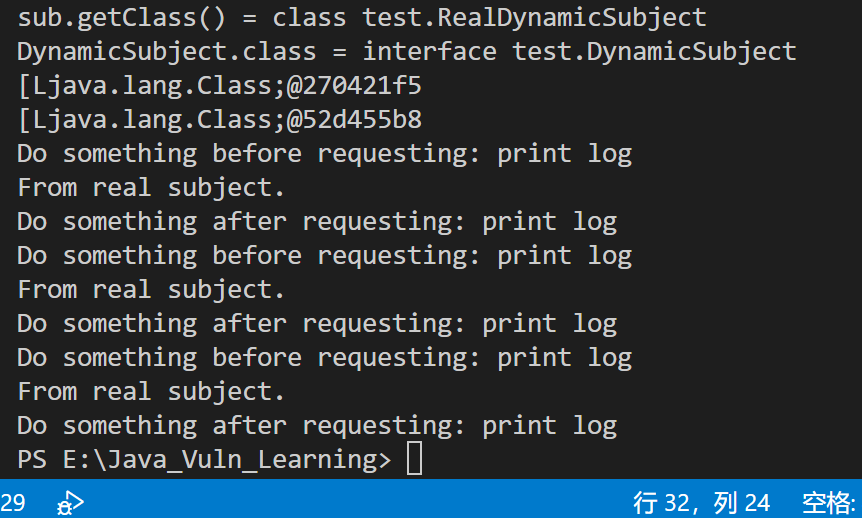 sub.getClass() = class test.RealDynamicSubject
DynamicSubject.class = interface test.DynamicSubject
[Ljava.lang.Class;@270421f5
[Ljava.lang.Class;@52d455b8
Do something before requesting: print log
From real subject.
Do something after requesting: print log
Do something before requesting: print log
From real subject.
Do something after requesting: print log
Do something before requesting: print log
From real subject.
Do something after requesting: print log
PS E:\Java_Vuln_Learning>
29 行 32，列 24 空格: